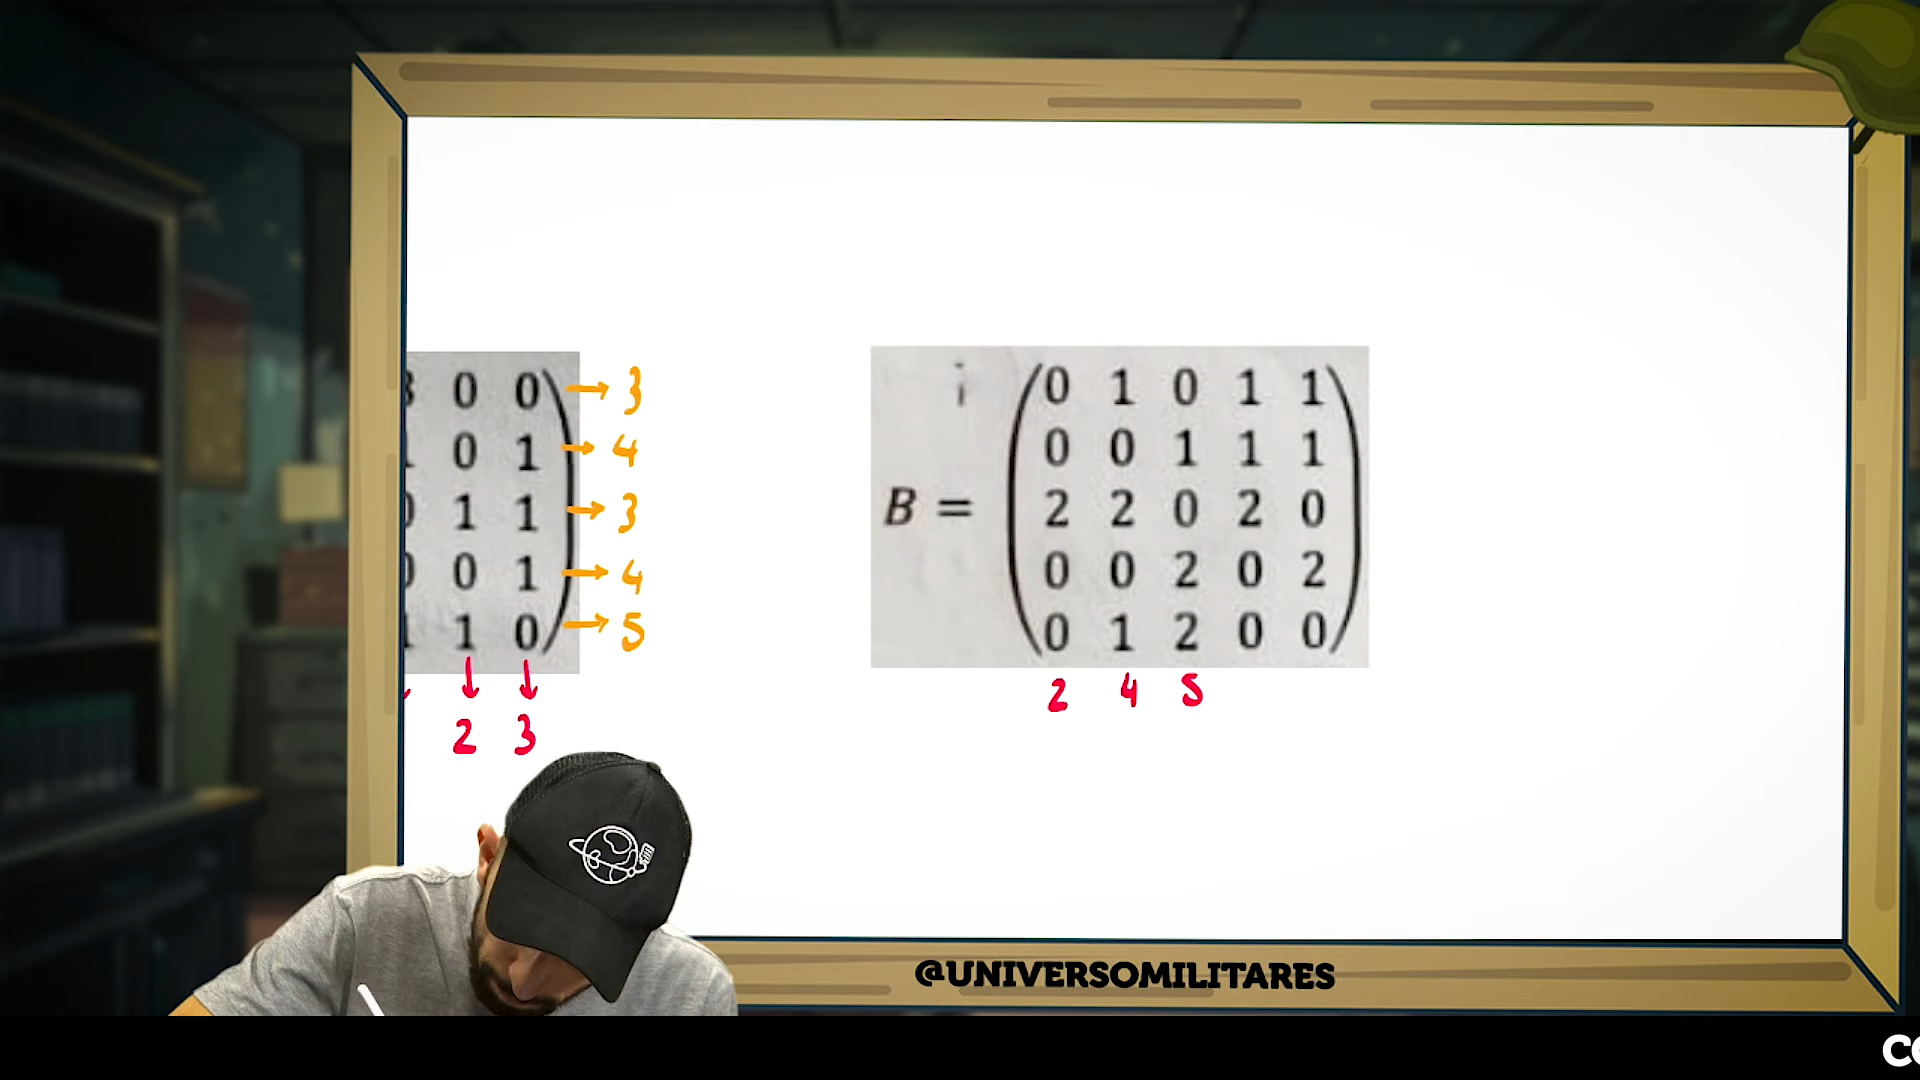 0 0 → 3
0 1 → 4
1 1 → 3
0 1 → 4
1 0 → 5
2 3
B =
0 1 0 1 1
0 0 1 1 1
2 2 0 2 0
0 0 2 0 2
0 1 2 0 0
2 4 5
@UNIVERSOMILITARES